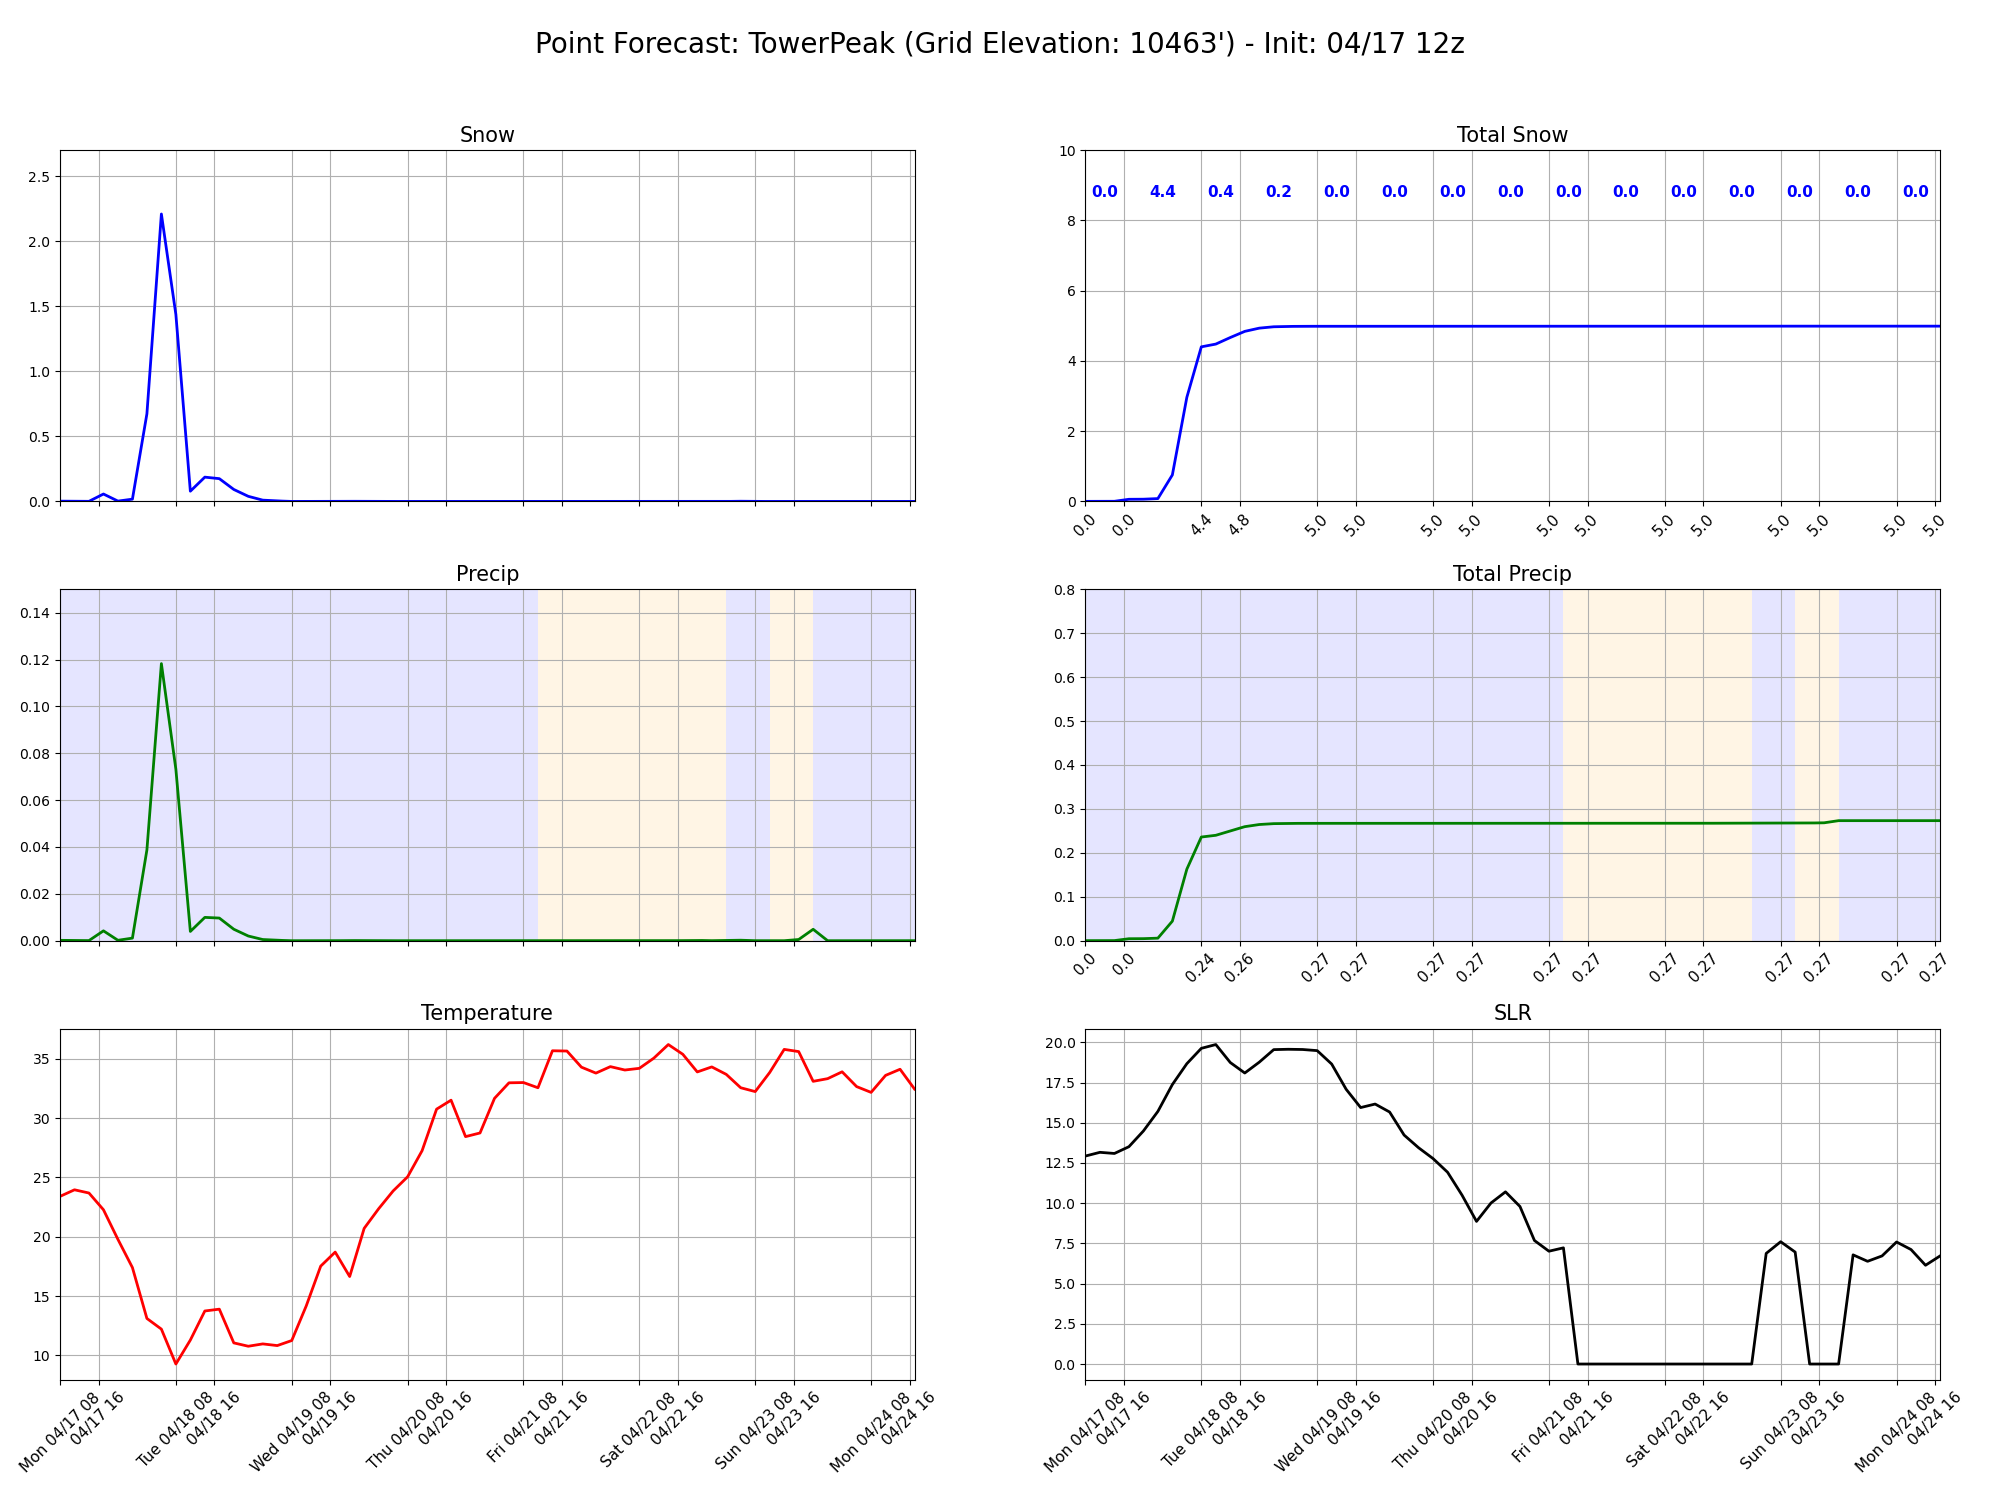 Point Forecast: TowerPeak (Grid Elevation: 10463') - Init: 04/17 12z
Snow
2.5
2.0
1.5
1.0
0.5
0.0
Total Snow
10
8
6
4
2
0
0.0 4.4 0.4 0.2 0.0 0.0 0.0 0.0 0.0 0.0 0.0 0.0 0.0 0.0 0.0
0.0 0.0 4.4 4.8 5.0 5.0 5.0 5.0 5.0 5.0 5.0 5.0 5.0 5.0 5.0 5.0
Precip
0.14
0.12
0.10
0.08
0.06
0.04
0.02
0.00
Total Precip
0.8
0.7
0.6
0.5
0.4
0.3
0.2
0.1
0.0
0.0 0.0 0.24 0.26 0.27 0.27 0.27 0.27 0.27 0.27 0.27 0.27 0.27 0.27 0.27 0.27
Temperature
35
30
25
20
15
10
Mon 04/17 08
04/17 16
Tue 04/18 08
04/18 16
Wed 04/19 08
04/19 16
Thu 04/20 08
04/20 16
Fri 04/21 08
04/21 16
Sat 04/22 08
04/22 16
Sun 04/23 08
04/23 16
Mon 04/24 08
04/24 16
SLR
20.0
17.5
15.0
12.5
10.0
7.5
5.0
2.5
0.0
Mon 04/17 08
04/17 16
Tue 04/18 08
04/18 16
Wed 04/19 08
04/19 16
Thu 04/20 08
04/20 16
Fri 04/21 08
04/21 16
Sat 04/22 08
04/22 16
Sun 04/23 08
04/23 16
Mon 04/24 08
04/24 16